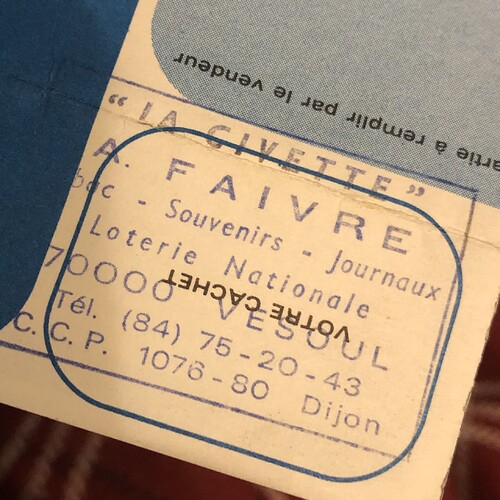 Partie à remplir par le vendeur
VOTRE CACHET
"LA CIVETTE"
A. FAIVRE
bac - Souvenirs - Journaux
Loterie Nationale
70000 VESOUL
Tél. (84) 75-20-43
C.C.P. 1076-80 Dijon